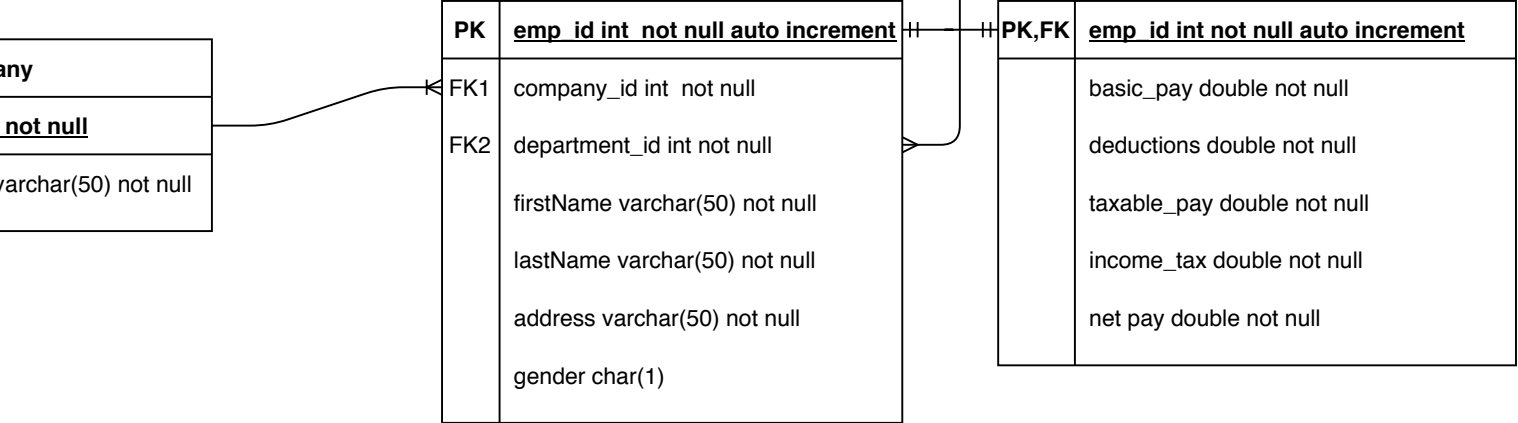 any
not null
varchar(50) not null
PK emp_id int not null auto increment
FK1 company_id int not null
FK2 department_id int not null
firstName varchar(50) not null
lastName varchar(50) not null
address varchar(50) not null
gender char(1)
PK,FK emp_id int not null auto increment
basic_pay double not null
deductions double not null
taxable_pay double not null
income_tax double not null
net pay double not null